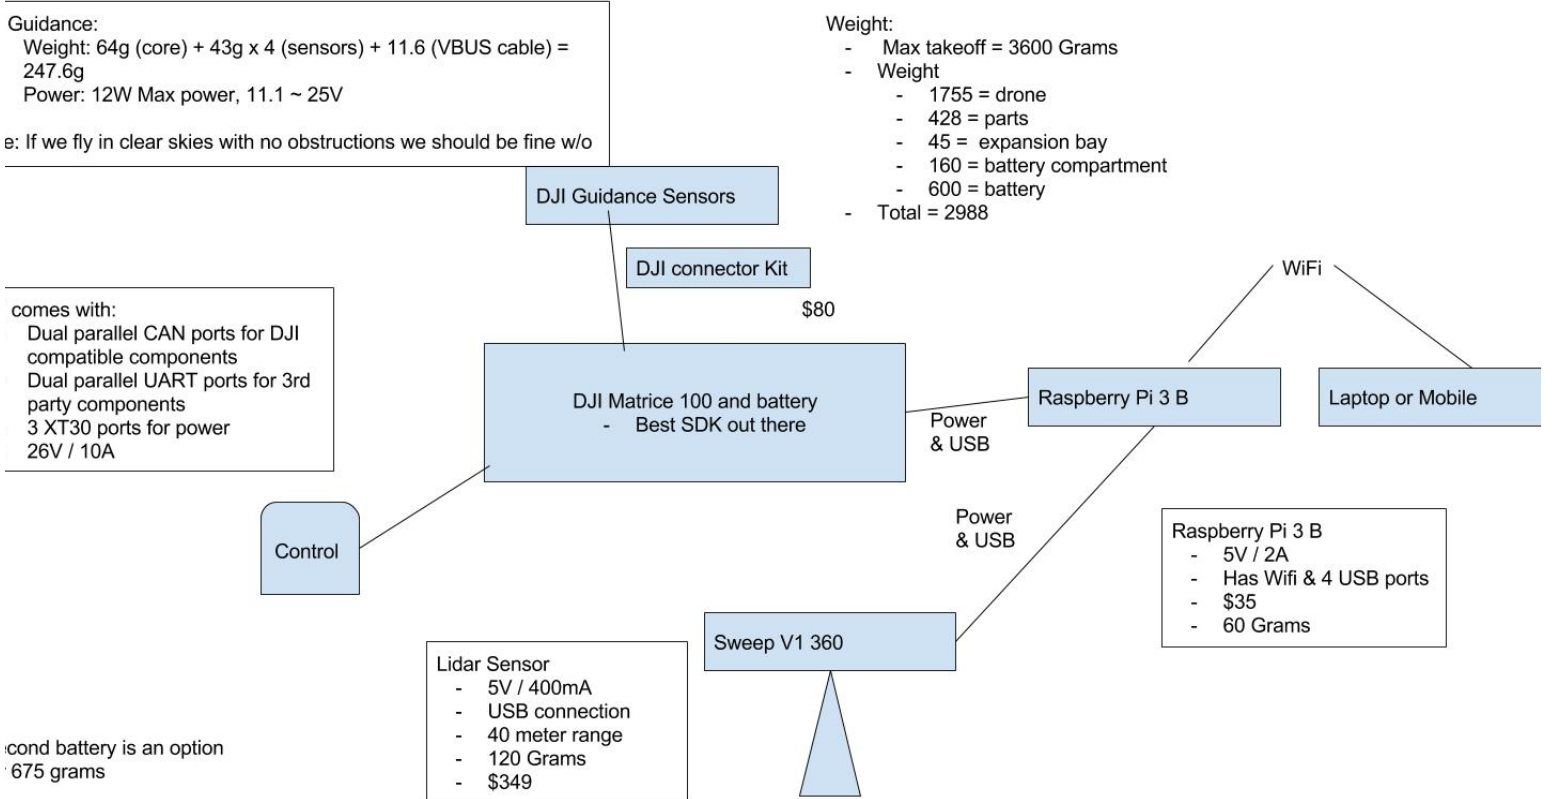 Guidance:
Weight: 64g (core) + 43g x 4 (sensors) + 11.6 (VBUS cable) =
247.6g
Power: 12W Max power, 11.1 ~ 25V
e: If we fly in clear skies with no obstructions we should be fine w/o
Weight:
- Max takeoff = 3600 Grams
- Weight
- 1755 = drone
- 428 = parts
- 45 = expansion bay
- 160 = battery compartment
- 600 = battery
- Total = 2988
DJI Guidance Sensors
DJI connector Kit
$80
WiFi
comes with:
Dual parallel CAN ports for DJI
compatible components
Dual parallel UART ports for 3rd
party components
3 XT30 ports for power
26V / 10A
DJI Matrice 100 and battery
- Best SDK out there
Power
& USB
Raspberry Pi 3 B
Laptop or Mobile
Control
Power
& USB
Raspberry Pi 3 B
- 5V / 2A
- Has Wifi & 4 USB ports
- $35
- 60 Grams
Sweep V1 360
Lidar Sensor
- 5V / 400mA
- USB connection
- 40 meter range
- 120 Grams
- $349
econd battery is an option
675 grams